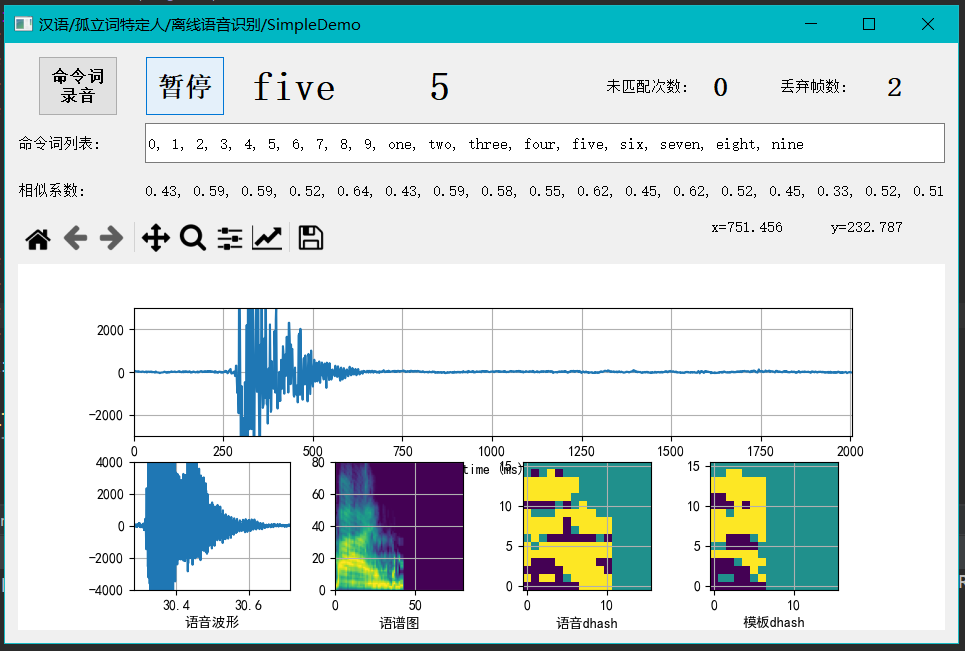 汉语/孤立词特定人/离线语音识别/SimpleDemo
命令词
录音
暂停
five
5
未匹配次数: 0
丢弃帧数: 2
命令词列表: 0, 1, 2, 3, 4, 5, 6, 7, 8, 9, one, two, three, four, five, six, seven, eight, nine
相似系数: 0.43, 0.59, 0.59, 0.52, 0.64, 0.43, 0.59, 0.58, 0.55, 0.62, 0.45, 0.62, 0.52, 0.45, 0.33, 0.52, 0.51
x=751.456 y=232.787
2000
0
−2000
0 250 500 750 1000 1250 1500 1750 2000
time (ms)
4000
2000
0
−2000
−4000
30.4 30.6
语音波形
80
60
40
20
0
0 50
语谱图
15
10
5
0
0 10
语音dhash
15
10
5
0
0 10
模板dhash